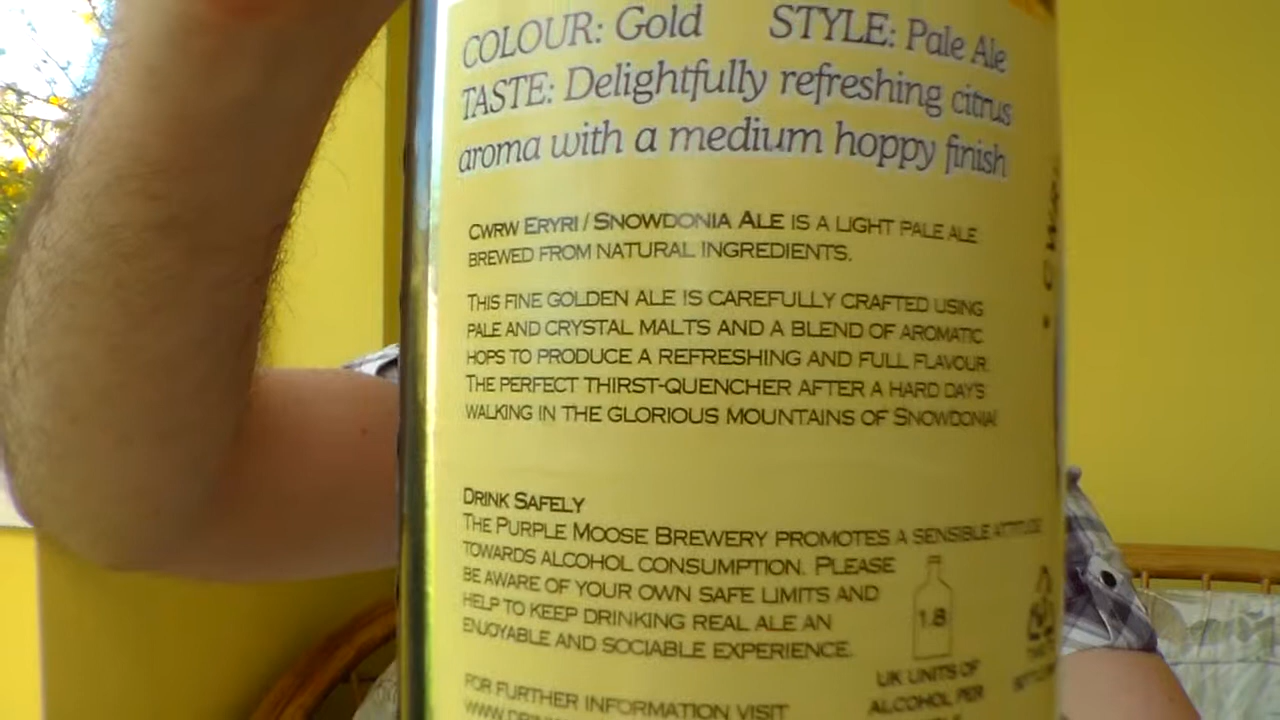 COLOUR: Gold STYLE: Pale Ale
TASTE: Delightfully refreshing citrus
aroma with a medium hoppy finish
CWRW ERYRI / SNOWDONIA ALE IS A LIGHT PALE ALE
BREWED FROM NATURAL INGREDIENTS.
THIS FINE GOLDEN ALE IS CAREFULLY CRAFTED USING
PALE AND CRYSTAL MALTS AND A BLEND OF AROMATIC
HOPS TO PRODUCE A REFRESHING AND FULL FLAVOUR.
THE PERFECT THIRST-QUENCHER AFTER A HARD DAY'S
WALKING IN THE GLORIOUS MOUNTAINS OF SNOWDONIA!
DRINK SAFELY
THE PURPLE MOOSE BREWERY PROMOTES A SENSIBLE ATTITUDE
TOWARDS ALCOHOL CONSUMPTION. PLEASE
BE AWARE OF YOUR OWN SAFE LIMITS AND
HELP TO KEEP DRINKING REAL ALE AN
ENJOYABLE AND SOCIABLE EXPERIENCE.
1.8
UK UNITS OF
ALCOHOL PER
FOR FURTHER INFORMATION VISIT